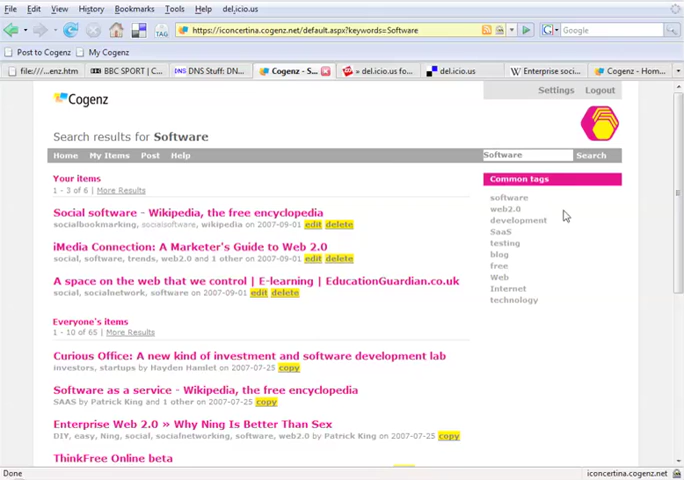 File Edit View History Bookmarks Tools Help del.icio.us
TAG https://iconcertina.cogenz.net/default.aspx?keywords=Software Google
Post to Cogenz My Cogenz
file:///....enz.htm BBC SPORT | C... DNS Stuff: DN... Cogenz - S... » del.icio.us fo... del.icio.us Enterprise soci... Cogenz - Hom...
Settings Logout
Cogenz
Search results for Software
Home My Items Post Help Software Search
Your items
1 - 3 of 6 | More Results
Social software - Wikipedia, the free encyclopedia
socialbookmarking, socialsoftware, wikipedia on 2007-09-01 edit delete
iMedia Connection: A Marketer's Guide to Web 2.0
social, software, trends, web2.0 and 1 other on 2007-09-01 edit delete
A space on the web that we control | E-learning | EducationGuardian.co.uk
social, socialnetwork, software on 2007-09-01 edit delete
Everyone's items
1 - 10 of 65 | More Results
Curious Office: A new kind of investment and software development lab
investors, startups by Hayden Hamlet on 2007-07-25 copy
Software as a service - Wikipedia, the free encyclopedia
SAAS by Patrick King and 1 other on 2007-07-25 copy
Enterprise Web 2.0 » Why Ning Is Better Than Sex
DIY, easy, Ning, social, socialnetworking, software, web2.0 by Patrick King on 2007-07-25 copy
ThinkFree Online beta
Common tags
software
web2.0
development
SaaS
testing
blog
free
Web
Internet
technology
Done iconcertina.cogenz.net